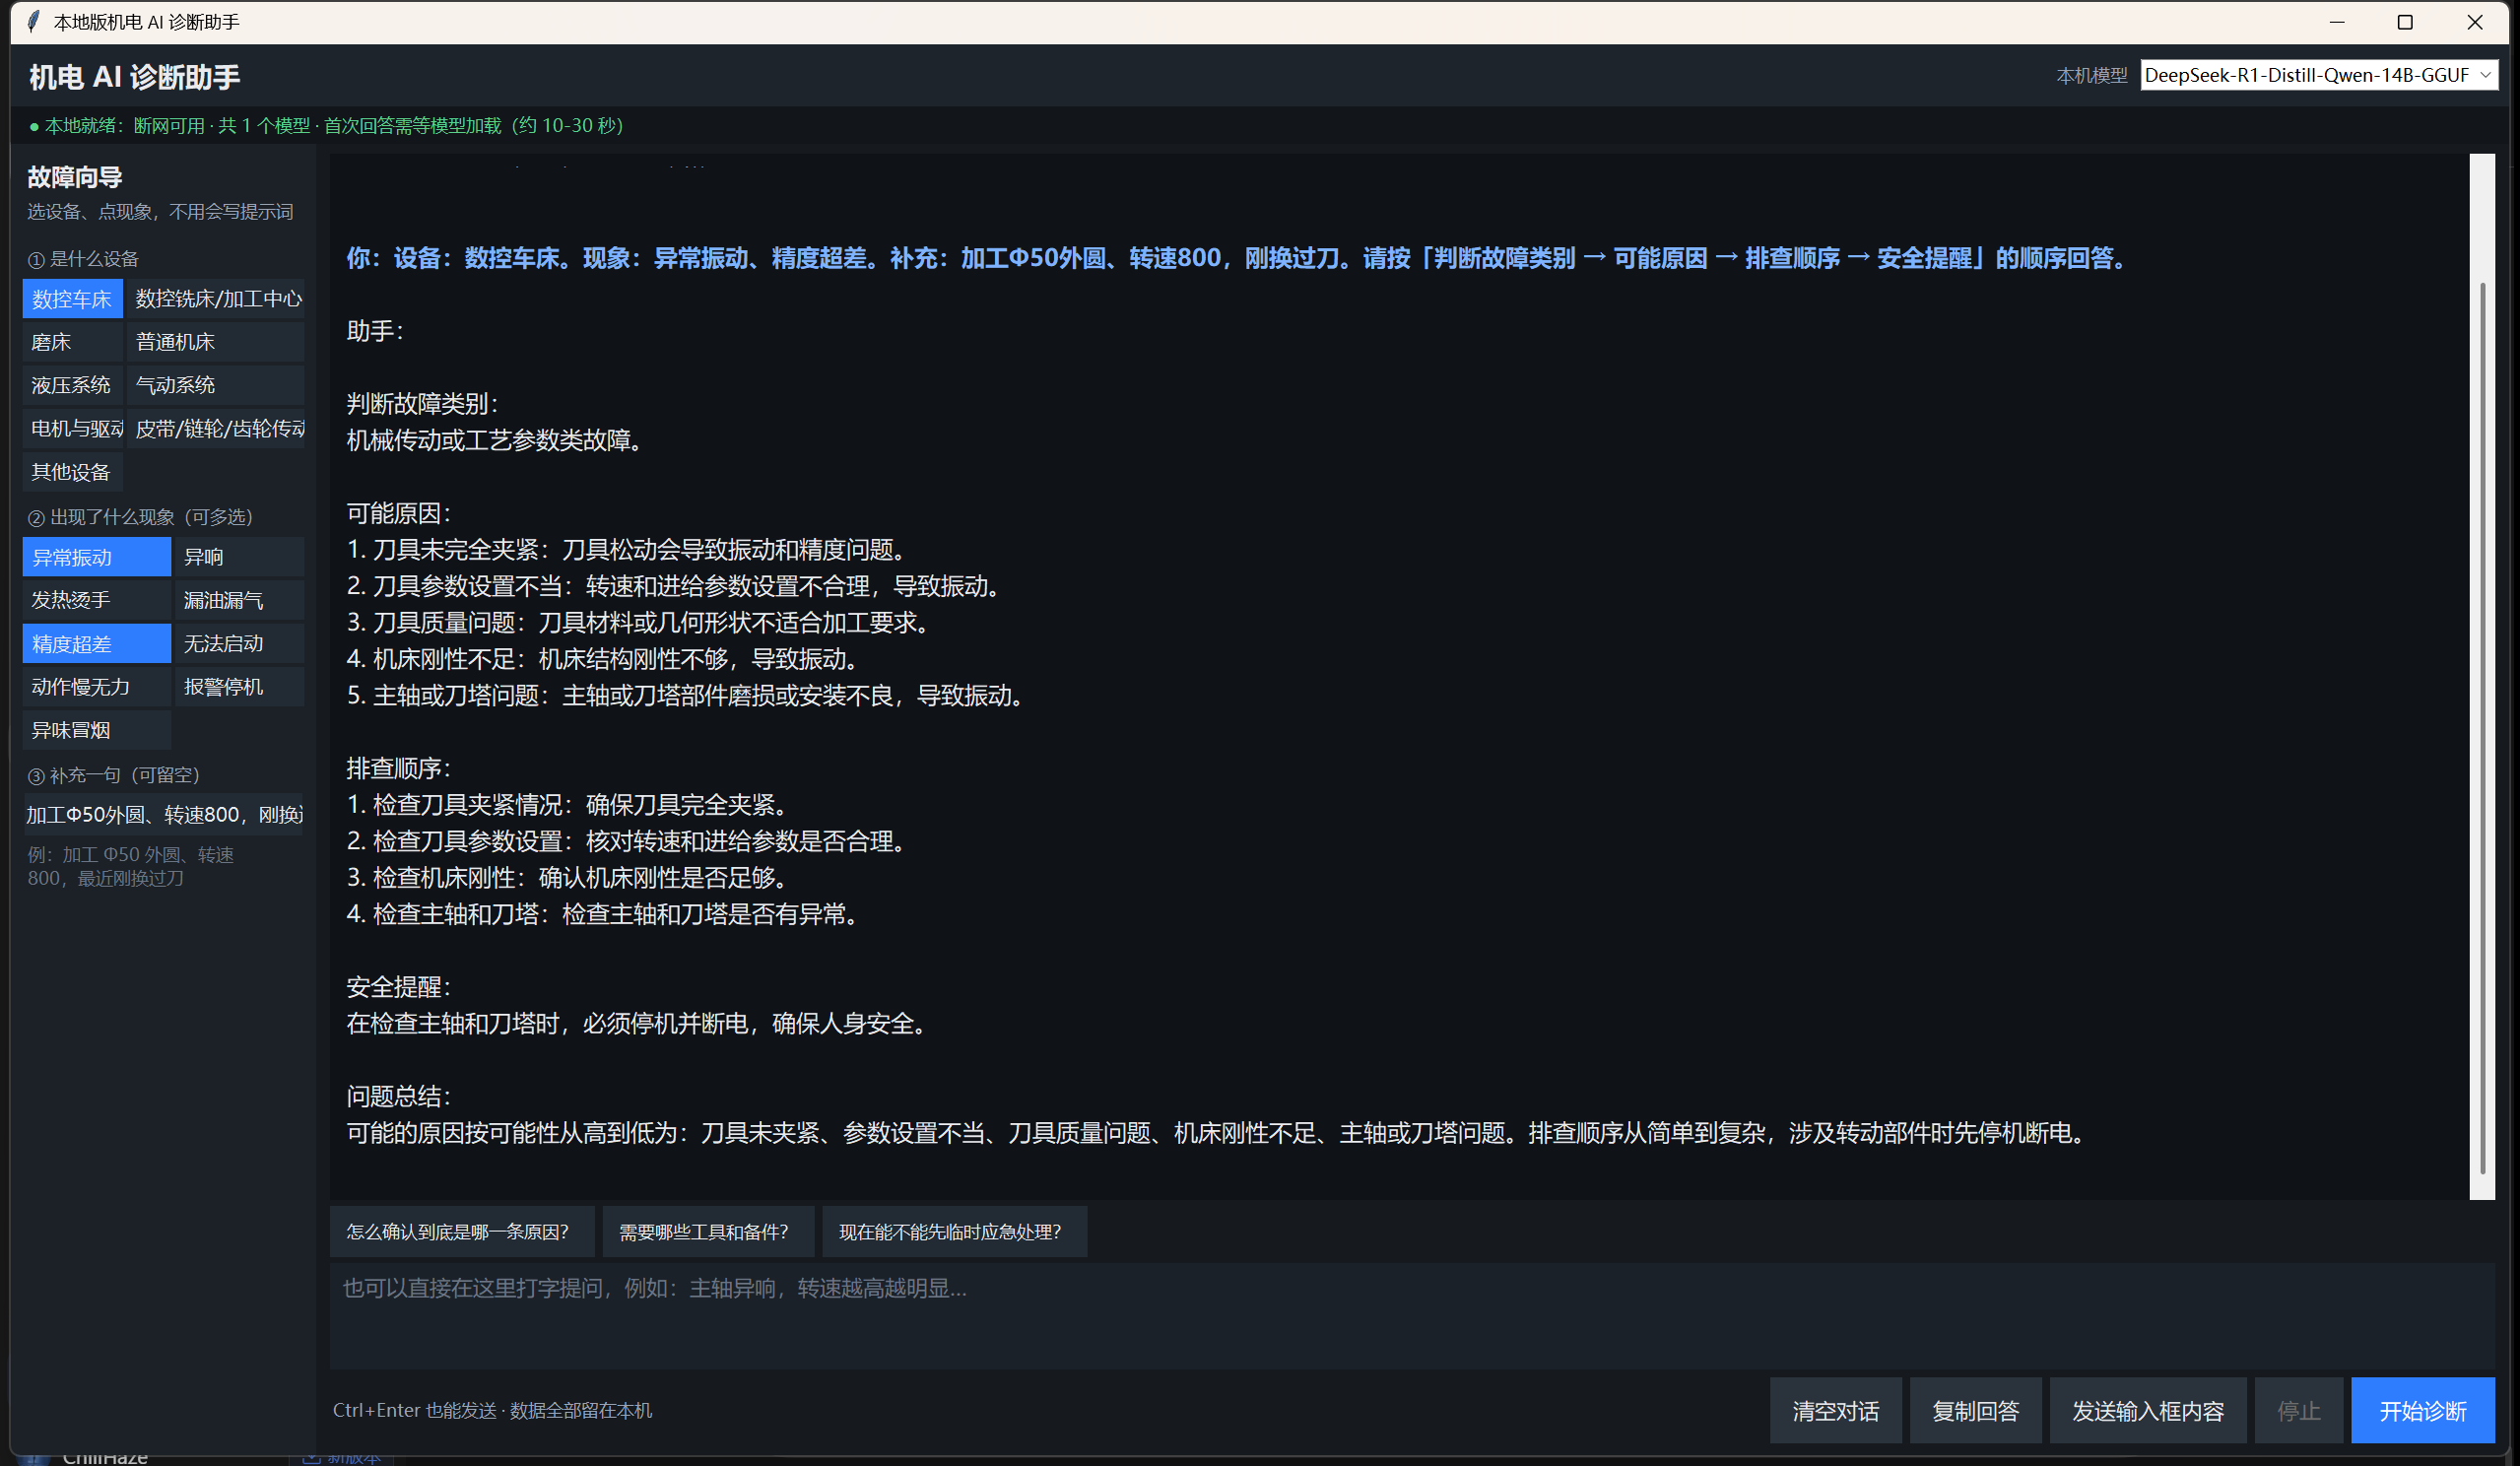 本地版机电 AI 诊断助手
机电 AI 诊断助手
本机模型 DeepSeek-R1-Distill-Qwen-14B-GGUF
● 本地就绪：断网可用 · 共 1 个模型 · 首次回答需等模型加载（约 10-30 秒）
故障向导
选设备、点现象，不用会写提示词
① 是什么设备
数控车床 数控铣床/加工中心
磨床 普通机床
液压系统 气动系统
电机与驱动 皮带/链轮/齿轮传动
其他设备
② 出现了什么现象（可多选）
异常振动 异响
发热烫手 漏油漏气
精度超差 无法启动
动作慢无力 报警停机
异味冒烟
③ 补充一句（可留空）
加工Φ50外圆、转速800，刚换
例：加工 Φ50 外圆、转速
800，最近刚换过刀
你：设备：数控车床。现象：异常振动、精度超差。补充：加工Φ50外圆、转速800，刚换过刀。请按「判断故障类别 → 可能原因 → 排查顺序 → 安全提醒」的顺序回答。
助手：
判断故障类别：
机械传动或工艺参数类故障。
可能原因：
1. 刀具未完全夹紧：刀具松动会导致振动和精度问题。
2. 刀具参数设置不当：转速和进给参数设置不合理，导致振动。
3. 刀具质量问题：刀具材料或几何形状不适合加工要求。
4. 机床刚性不足：机床结构刚性不够，导致振动。
5. 主轴或刀塔问题：主轴或刀塔部件磨损或安装不良，导致振动。
排查顺序：
1. 检查刀具夹紧情况：确保刀具完全夹紧。
2. 检查刀具参数设置：核对转速和进给参数是否合理。
3. 检查机床刚性：确认机床刚性是否足够。
4. 检查主轴和刀塔：检查主轴和刀塔是否有异常。
安全提醒：
在检查主轴和刀塔时，必须停机并断电，确保人身安全。
问题总结：
可能的原因按可能性从高到低为：刀具未夹紧、参数设置不当、刀具质量问题、机床刚性不足、主轴或刀塔问题。排查顺序从简单到复杂，涉及转动部件时先停机断电。
怎么确认到底是哪一条原因？ 需要哪些工具和备件？ 现在能不能先临时应急处理？
也可以直接在这里打字提问，例如：主轴异响，转速越高越明显...
Ctrl+Enter 也能发送 · 数据全部留在本机
清空对话 复制回答 发送输入框内容 停止 开始诊断
ChillHaze 新版本